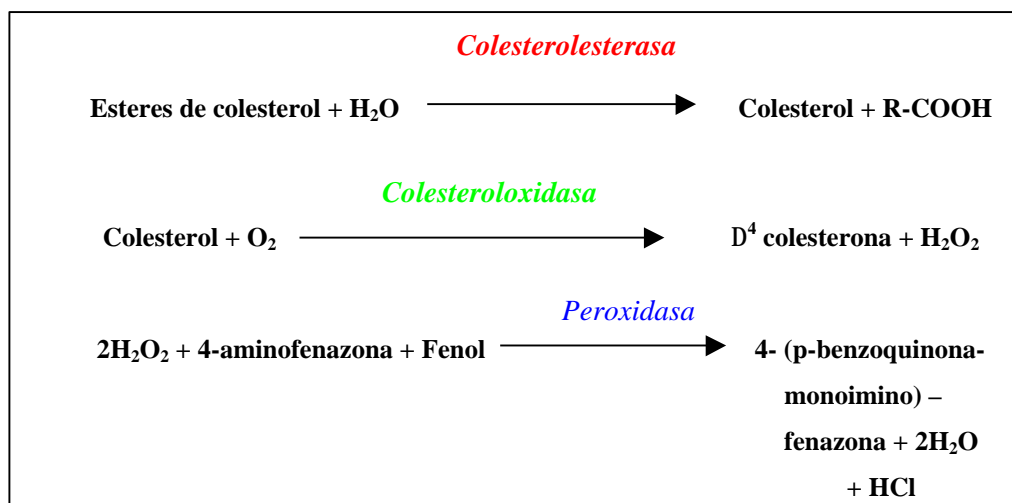 Colesterolesterasa
Esteres de colesterol + H₂O Colesterol + R-COOH
Colesteroloxidasa
Colesterol + O₂ D⁴ colesterona + H₂O₂
Peroxidasa
2H₂O₂ + 4-aminofenazona + Fenol 4- (p-benzoquinona-
monoimino) –
fenazona + 2H₂O
+ HCl